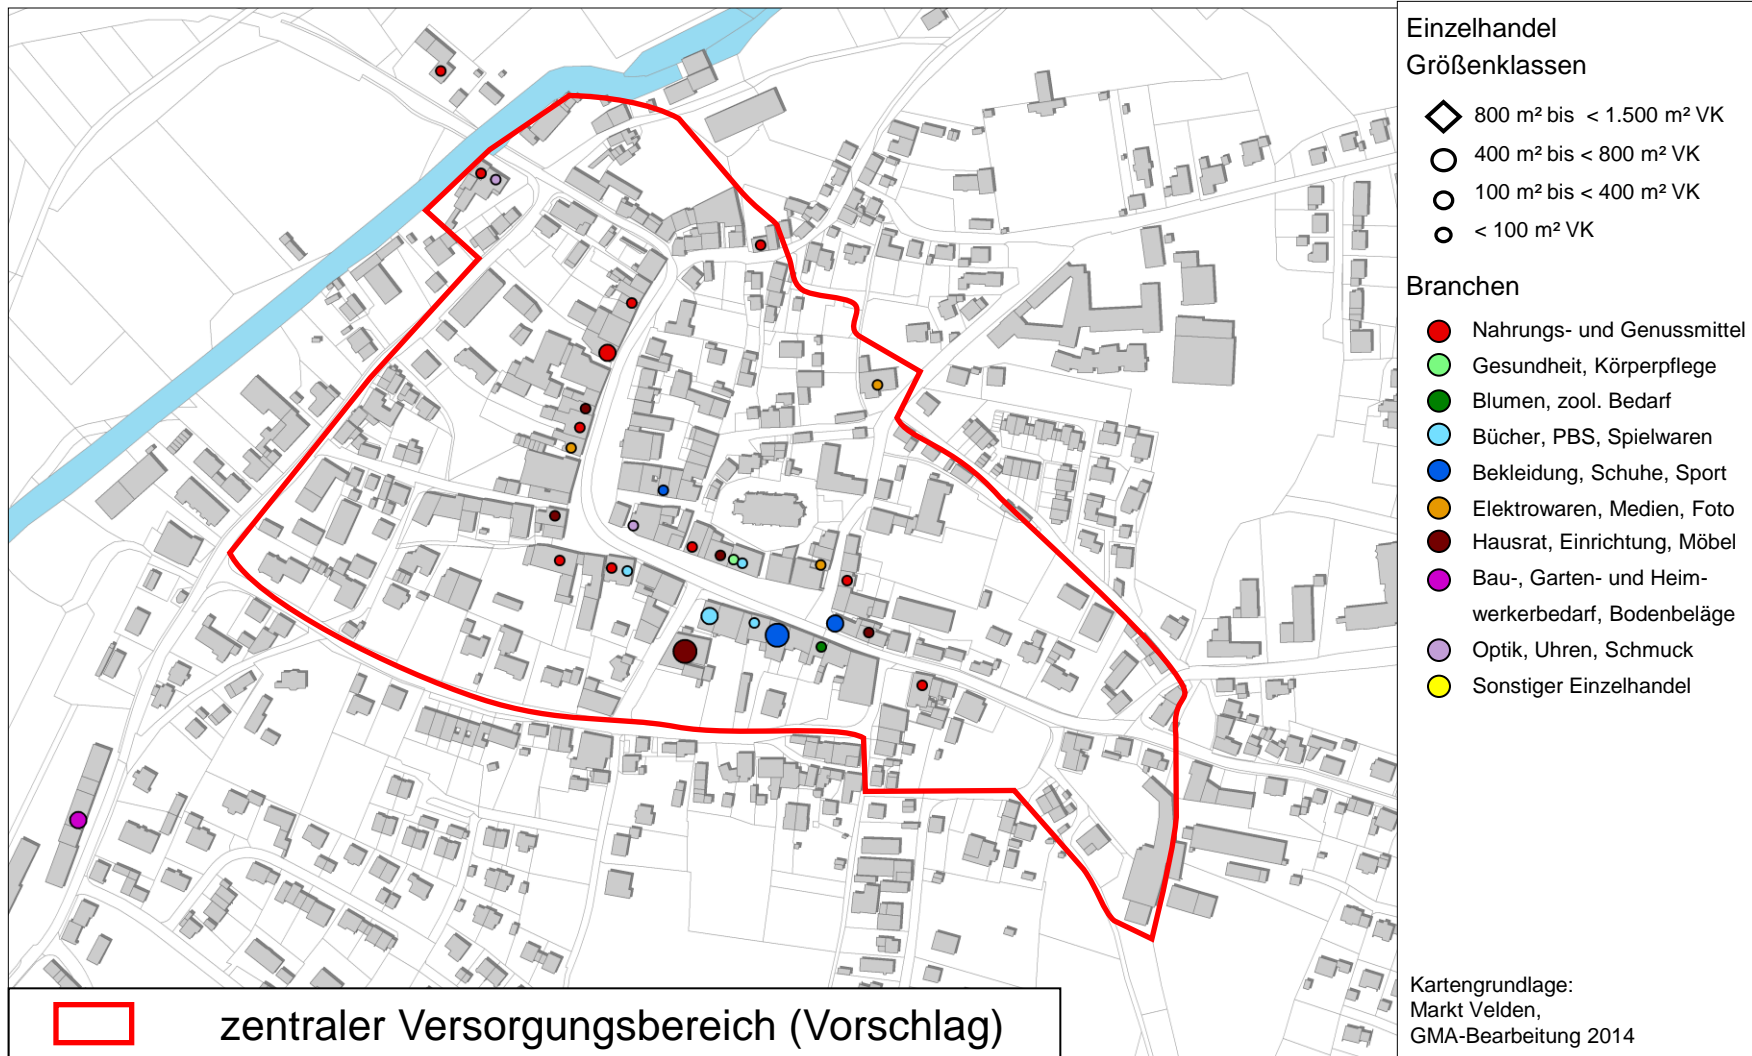 Einzelhandel
Größenklassen
800 m² bis < 1.500 m² VK
400 m² bis < 800 m² VK
100 m² bis < 400 m² VK
< 100 m² VK
Branchen
Nahrungs- und Genussmittel
Gesundheit, Körperpflege
Blumen, zool. Bedarf
Bücher, PBS, Spielwaren
Bekleidung, Schuhe, Sport
Elektrowaren, Medien, Foto
Hausrat, Einrichtung, Möbel
Bau-, Garten- und Heim-
werkerbedarf, Bodenbeläge
Optik, Uhren, Schmuck
Sonstiger Einzelhandel
Kartengrundlage:
Markt Velden,
GMA-Bearbeitung 2014
zentraler Versorgungsbereich (Vorschlag)